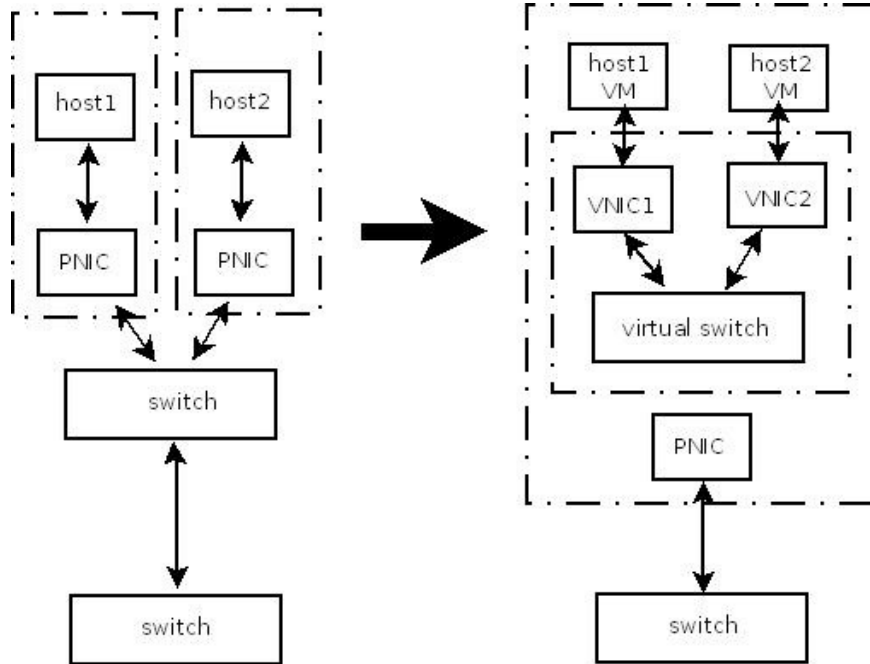 host1
host2
PNIC
PNIC
switch
switch
host1
VM
host2
VM
VNIC1
VNIC2
virtual switch
PNIC
switch